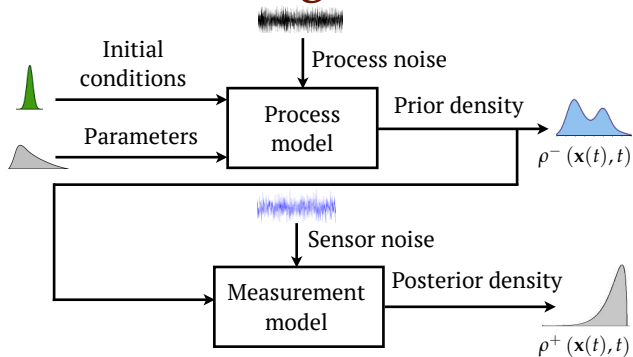 Initial
conditions
Process noise
Process
model
Prior density
Parameters
ρ⁻ (x(t), t)
Sensor noise
Measurement
model
Posterior density
ρ⁺ (x(t), t)